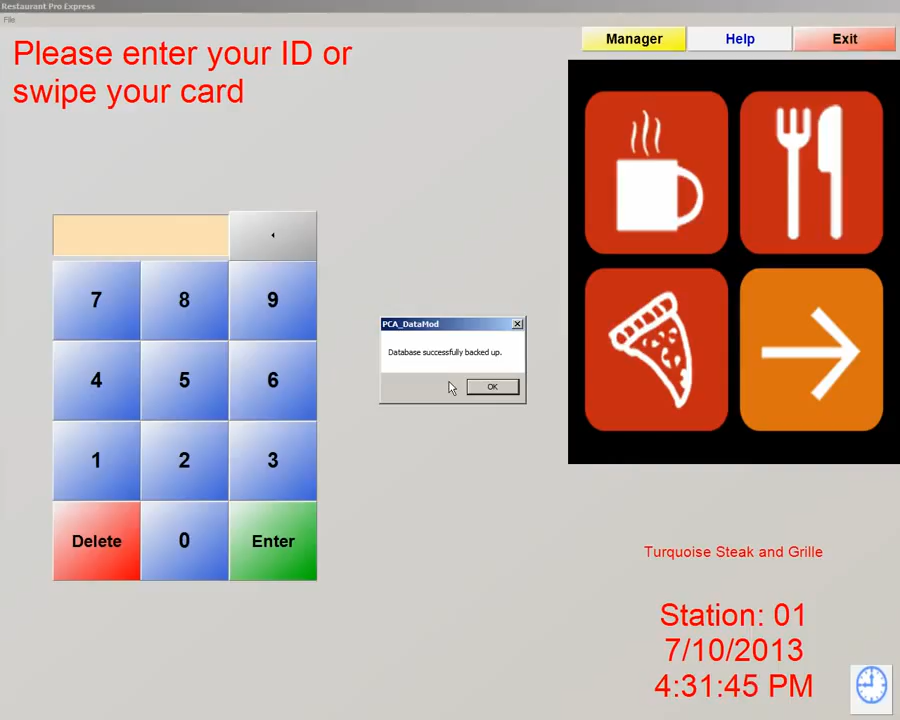 Restaurant Pro Express
File
Please enter your ID or
swipe your card
Manager
Help
Exit
7
8
9
4
5
6
1
2
3
Delete
0
Enter
PCA_DataMod
Database successfully backed up.
OK
Turquoise Steak and Grille
Station: 01
7/10/2013
4:31:45 PM